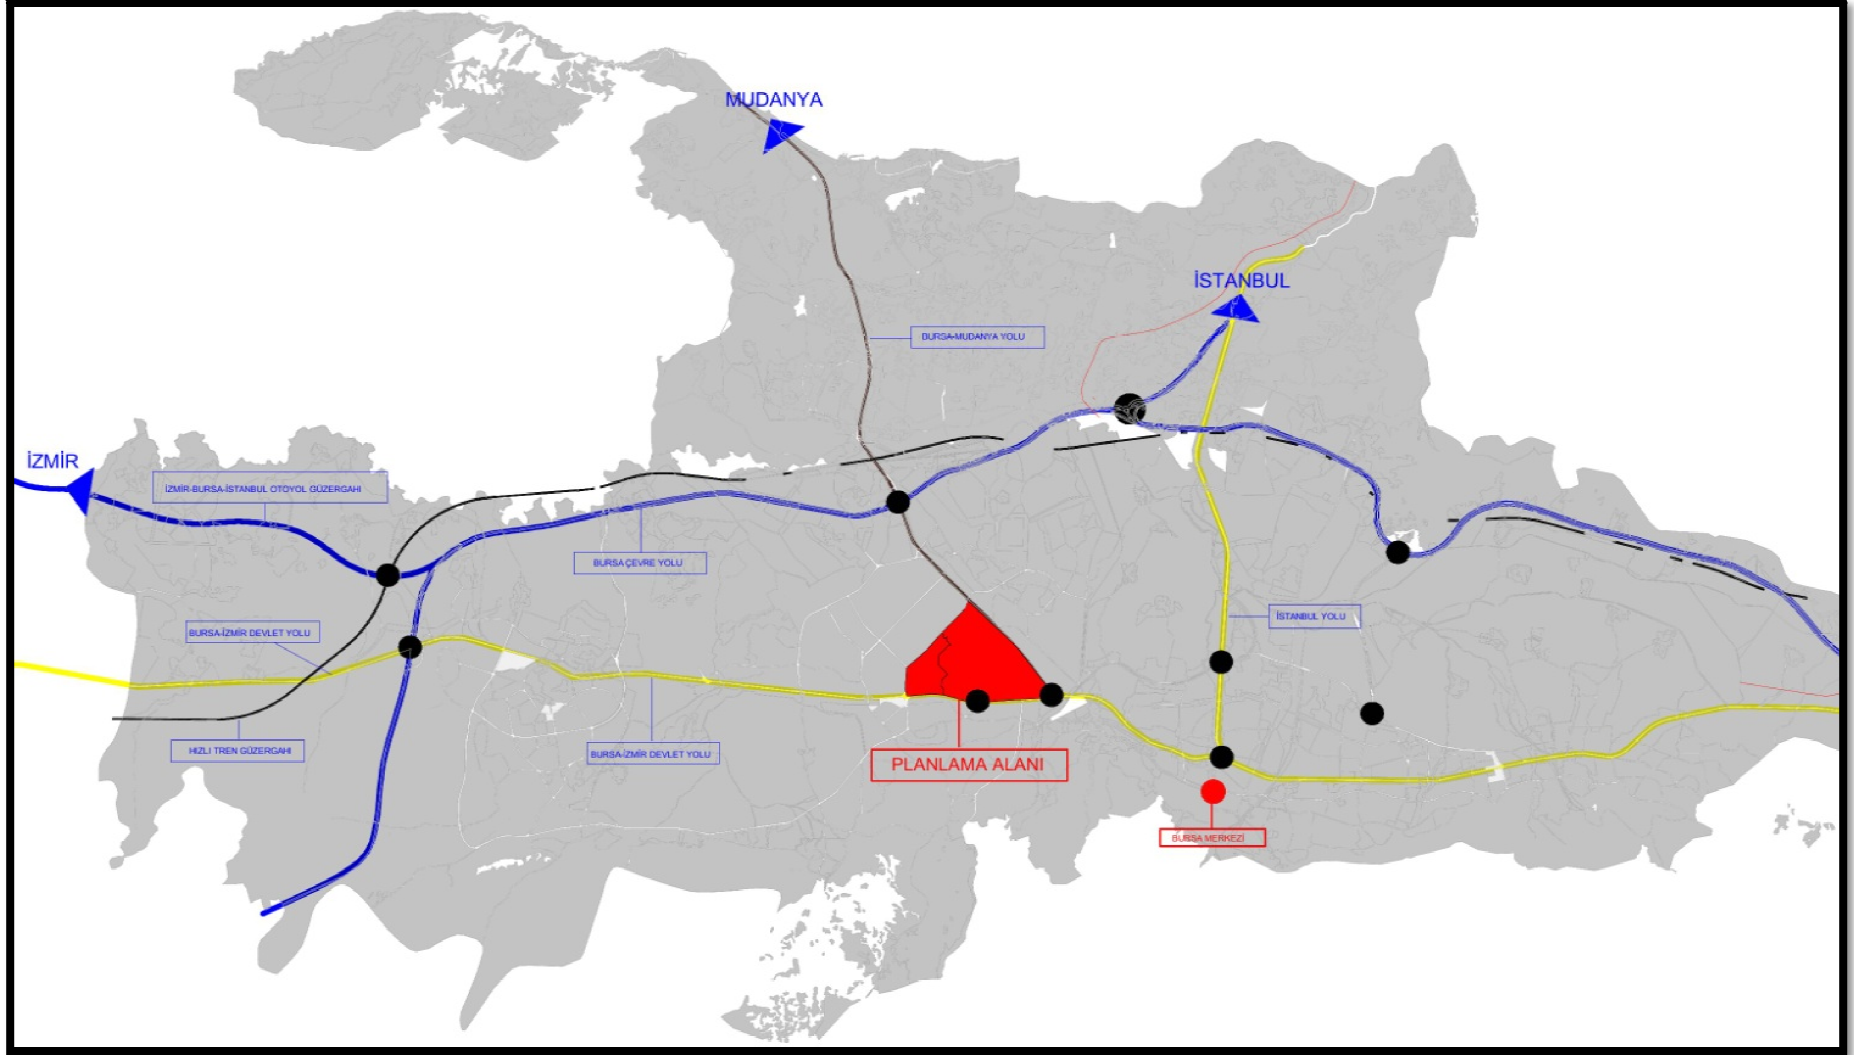 MUDANYA
İSTANBUL
BURSA-MUDANYA YOLU
İZMİR
İZMİR-BURSA-İSTANBUL OTOYOL GÜZERGAHI
BURSA ÇEVRE YOLU
İSTANBUL YOLU
BURSA-İZMİR DEVLET YOLU
HIZLI TREN GÜZERGAHI
BURSA-İZMİR DEVLET YOLU
PLANLAMA ALANI
BURSA MERKEZİ